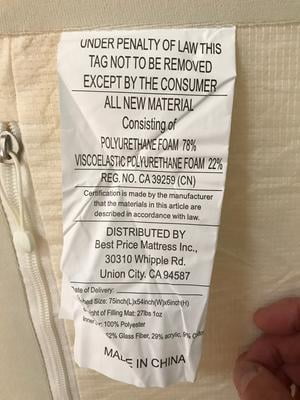 UNDER PENALTY OF LAW THIS
TAG NOT TO BE REMOVED
EXCEPT BY THE CONSUMER
ALL NEW MATERIAL
Consisting of
POLYURETHANE FOAM 78%
VISCOELASTIC POLYURETHANE FOAM 22%
REG. NO. CA 39259 (CN)
Certification is made by the manufacturer
that the materials in this article are
described in accordance with law.
DISTRIBUTED BY
Best Price Mattress Inc.,
30310 Whipple Rd.
Union City. CA 94587
of Delivery:
Size: 75inch(L)x54inch(W)x6inch(H)
of Filling Mat: 27lbs 1oz
100% Polyester
62% Glass Fiber, 29% acrylic, 9%
MADE IN CHINA